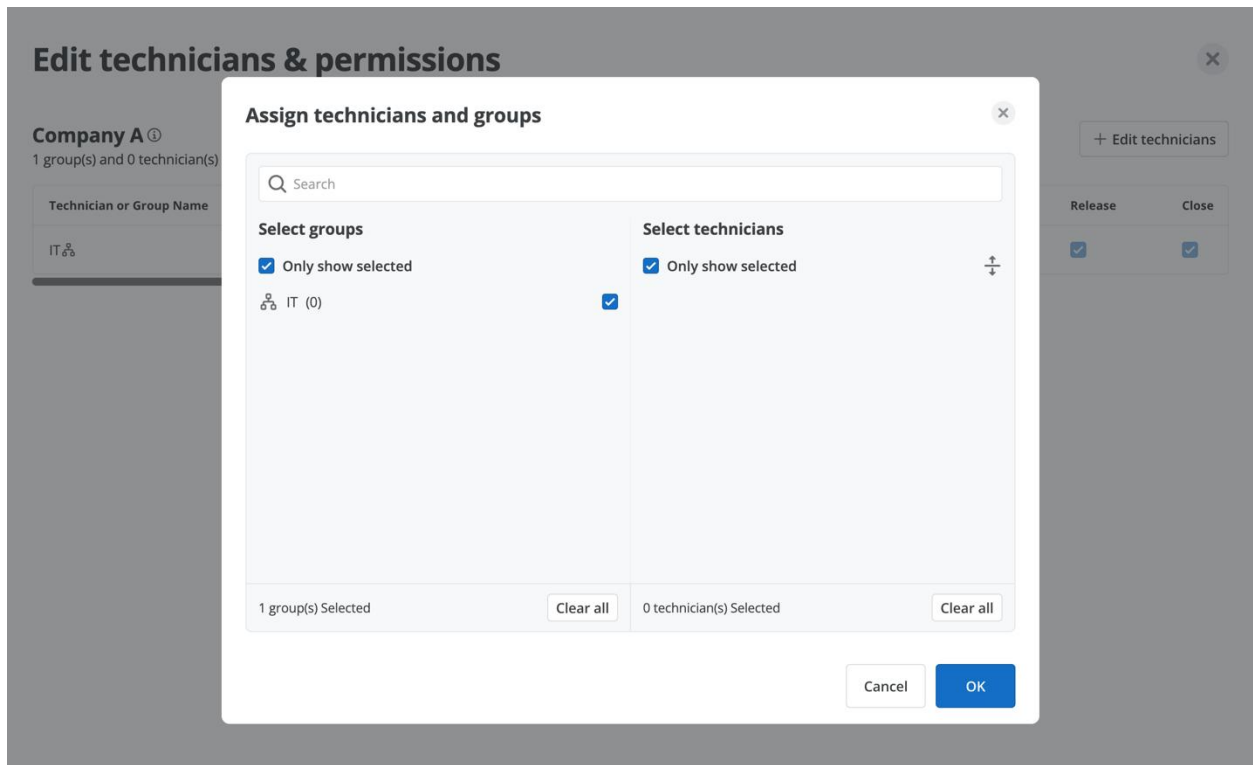 Edit technicians & permissions
Company A
1 group(s) and 0 technician(s)
+ Edit technicians
Technician or Group Name
Release
Close
IT
Assign technicians and groups
Search
Select groups
Only show selected
IT (0)
1 group(s) Selected
Clear all
Select technicians
Only show selected
0 technician(s) Selected
Clear all
Cancel
OK